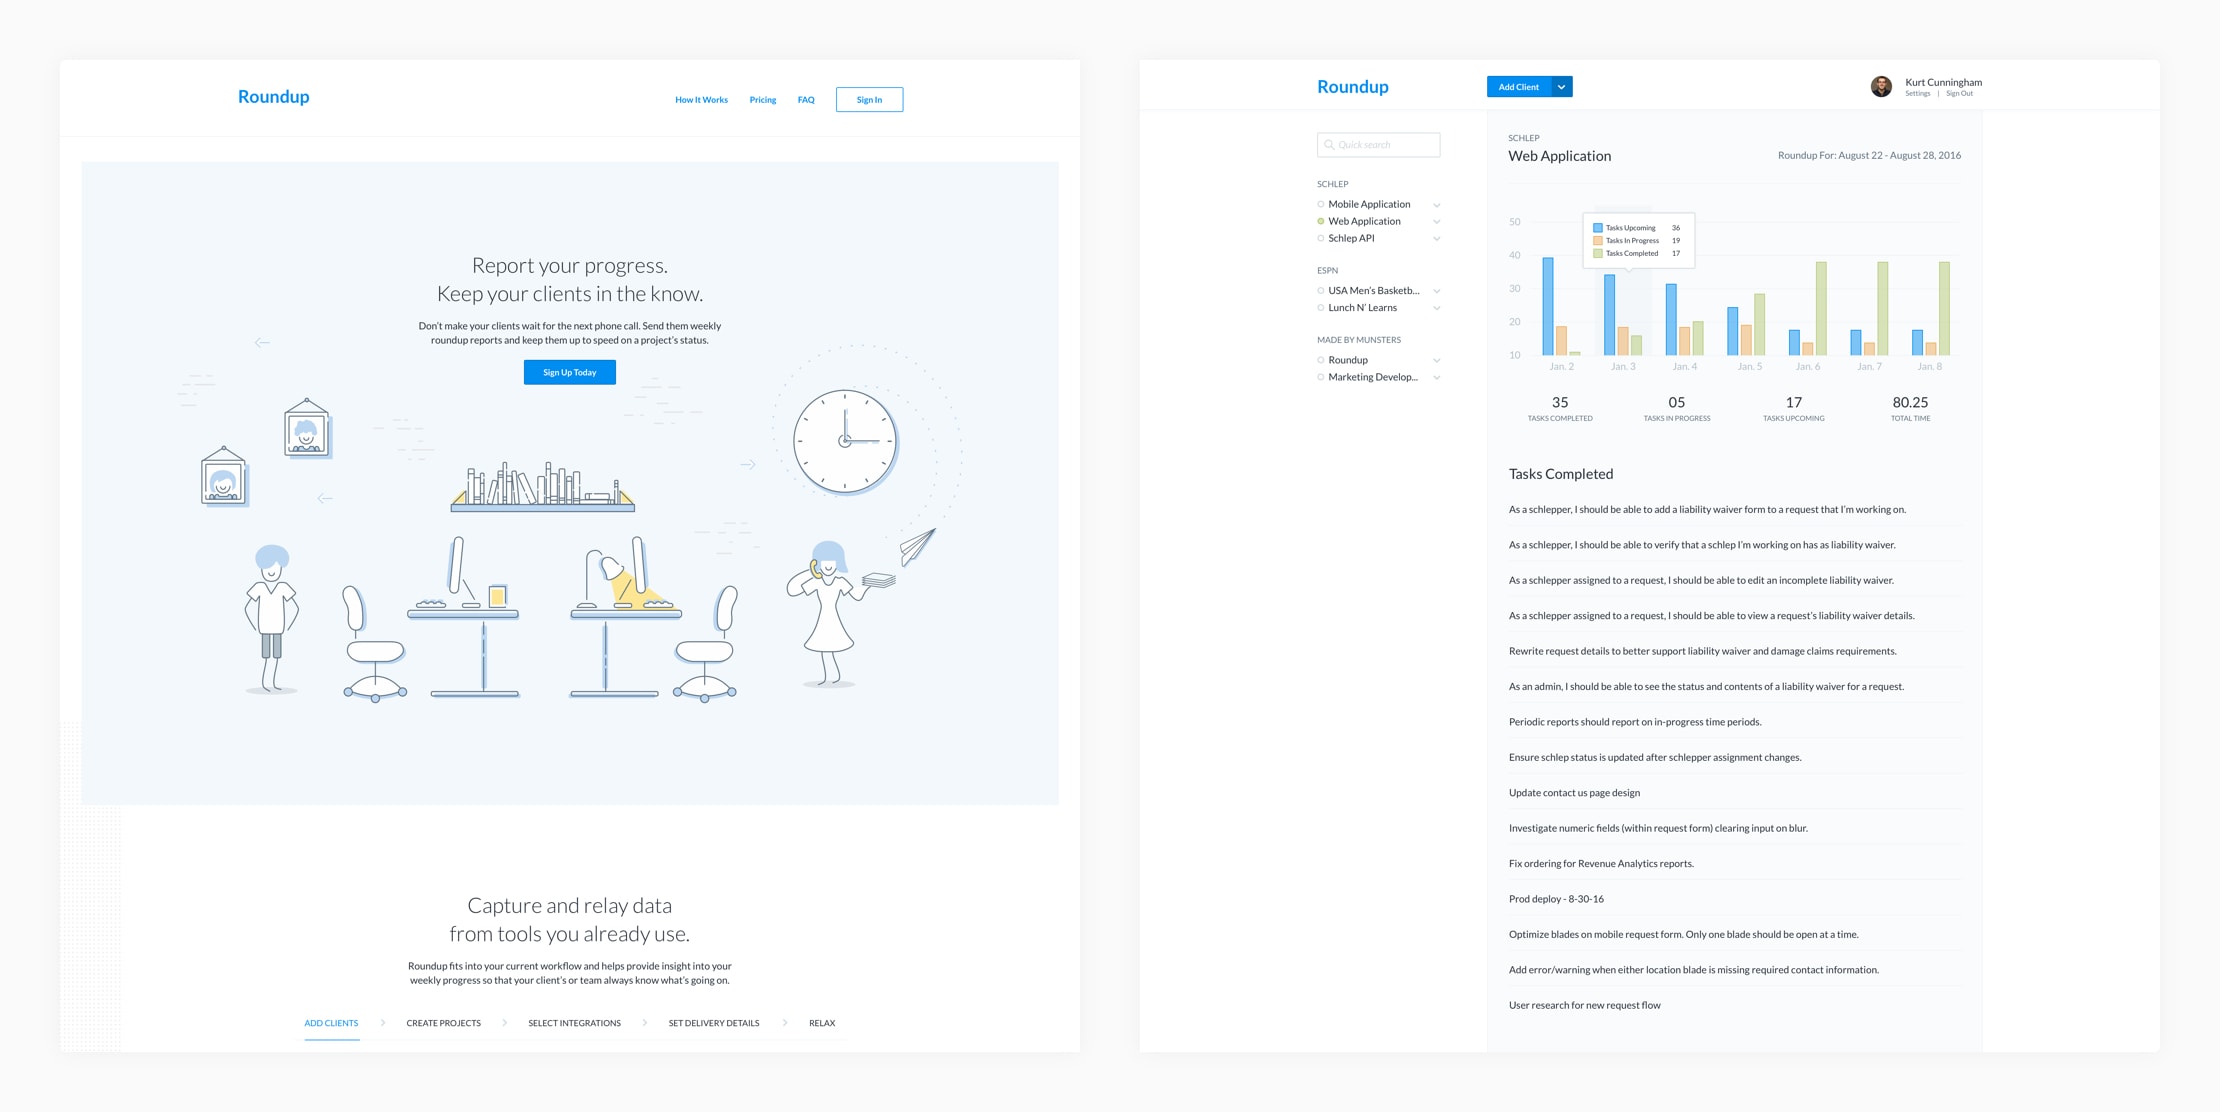 Roundup
How It Works
Pricing
FAQ
Sign In
Report your progress.
Keep your clients in the know.
Don't make your clients wait for the next phone call. Send them weekly
roundup reports and keep them up to speed on a project's status.
Sign Up Today
Capture and relay data
from tools you already use.
Roundup fits into your current workflow and helps provide insight into your
weekly progress so that your client's or team always know what's going on.
ADD CLIENTS
CREATE PROJECTS
SELECT INTEGRATIONS
SET DELIVERY DETAILS
RELAX
Roundup
Add Client
Kurt Cunningham
Settings | Sign Out
Quick search
SCHLEP
Mobile Application
Web Application
Schlep API
ESPN
USA Men's Basketb...
Lunch N' Learns
MADE BY MUNSTERS
Roundup
Marketing Develop...
SCHLEP
Web Application
Roundup For: August 22 - August 28, 2016
50
40
30
20
10
Tasks Upcoming 36
Tasks In Progress 19
Tasks Completed 17
Jan. 2
Jan. 3
Jan. 4
Jan. 5
Jan. 6
Jan. 7
Jan. 8
35
TASKS COMPLETED
05
TASKS IN PROGRESS
17
TASKS UPCOMING
80.25
TOTAL TIME
Tasks Completed
As a schlepper, I should be able to add a liability waiver form to a request that I'm working on.
As a schlepper, I should be able to verify that a schlep I'm working on has as liability waiver.
As a schlepper assigned to a request, I should be able to edit an incomplete liability waiver.
As a schlepper assigned to a request, I should be able to view a request's liability waiver details.
Rewrite request details to better support liability waiver and damage claims requirements.
As an admin, I should be able to see the status and contents of a liability waiver for a request.
Periodic reports should report on in-progress time periods.
Ensure schlep status is updated after schlepper assignment changes.
Update contact us page design
Investigate numeric fields (within request form) clearing input on blur.
Fix ordering for Revenue Analytics reports.
Prod deploy - 8-30-16
Optimize blades on mobile request form. Only one blade should be open at a time.
Add error/warning when either location blade is missing required contact information.
User research for new request flow